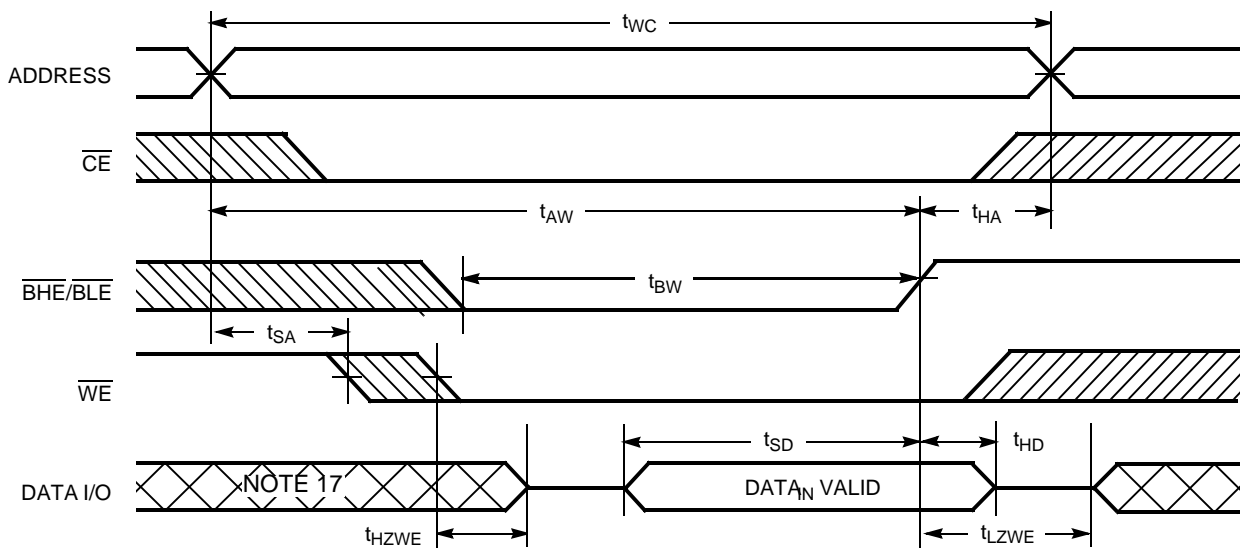 tWC
ADDRESS
CE
tAW
tHA
BHE/BLE
tBW
tSA
WE
tSD
tHD
DATA I/O
NOTE 17
DATAIN VALID
tHZWE
tLZWE